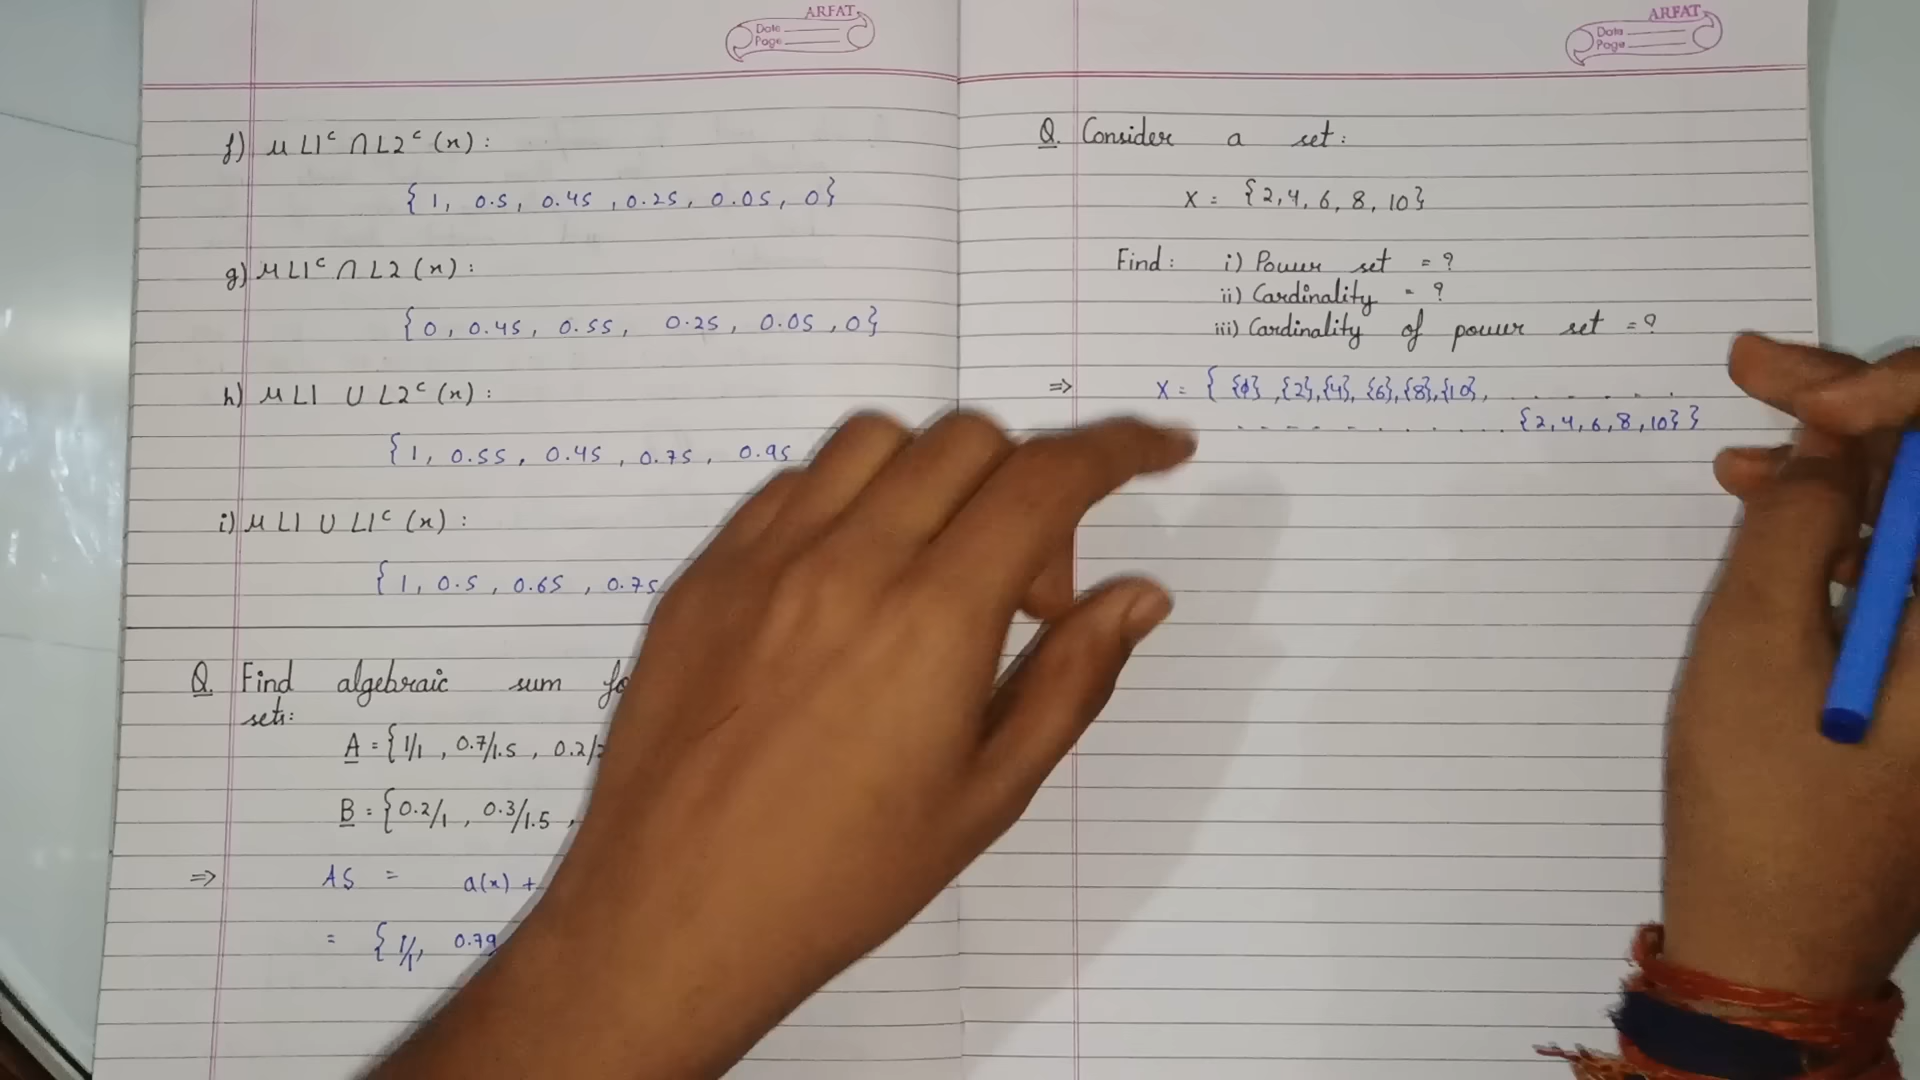 ARFAT
Date
Page
f) μ L1ᶜ ∩ L2ᶜ (x) :
{ 1, 0.5, 0.45 , 0.25, 0.05, 0}
g) μ L1ᶜ ∩ L2 (x) :
{ 0, 0.45, 0.55, 0.25, 0.05, 0}
h) μ L1 ∪ L2ᶜ (x) :
{ 1, 0.55, 0.45, 0.75, 0.95
i) μ L1 ∪ L1ᶜ (x) :
{ 1, 0.5, 0.65 , 0.75
Q. Find algebraic sum
sets:
A = { 1/1 , 0.7/1.5 , 0.2/
B = { 0.2/1 , 0.3/1.5 ,
⇒ AS = a(x) +
= { 1/1, 0.79
ARFAT
Date
Page
Q. Consider a set:
X = {2, 4, 6, 8, 10}
Find: i) Power set = ?
ii) Cardinality = ?
iii) Cardinality of power set = ?
⇒ X = { {ϕ} , {2}, {4}, {6}, {8}, {10}, . . . . .
. - - - - . . . . . . {2, 4, 6, 8, 10} }